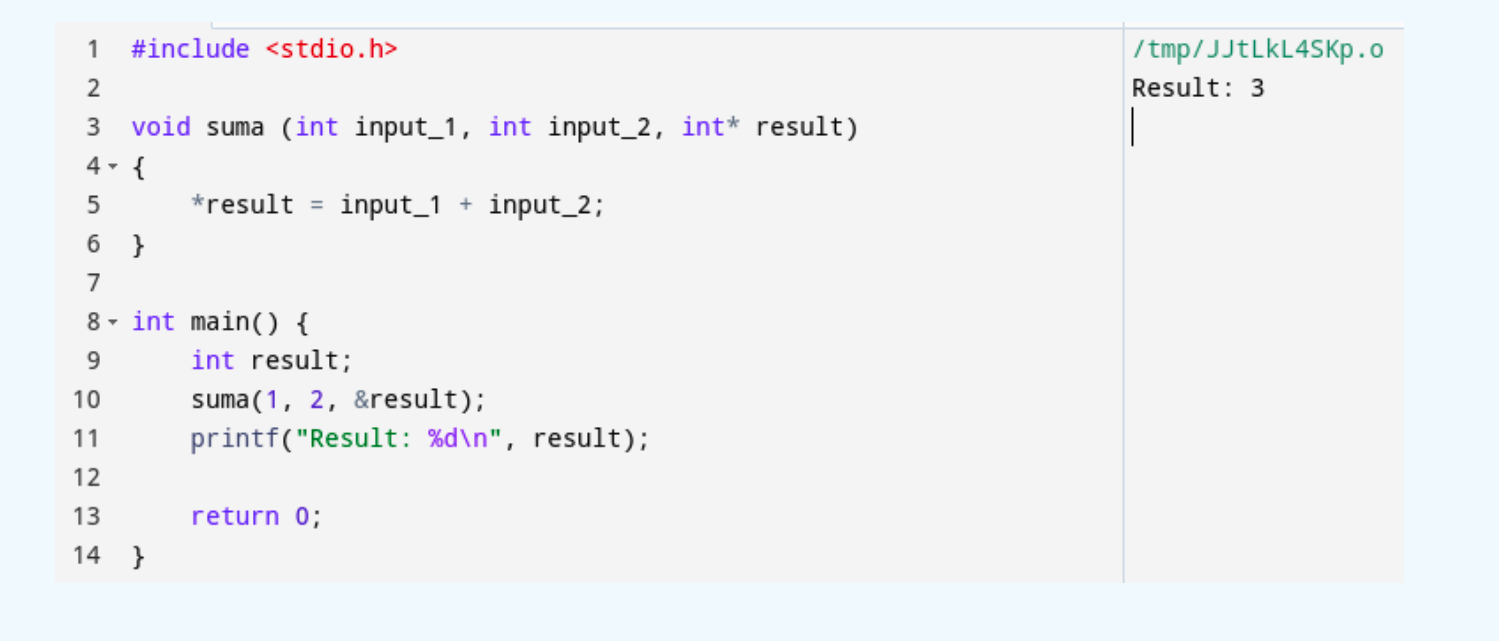 1 #include <stdio.h>
2
3 void suma (int input_1, int input_2, int* result)
4 {
5     *result = input_1 + input_2;
6 }
7
8 int main() {
9     int result;
10     suma(1, 2, &result);
11     printf("Result: %d\n", result);
12
13     return 0;
14 }
/tmp/JJtLkL4SKp.o
Result: 3